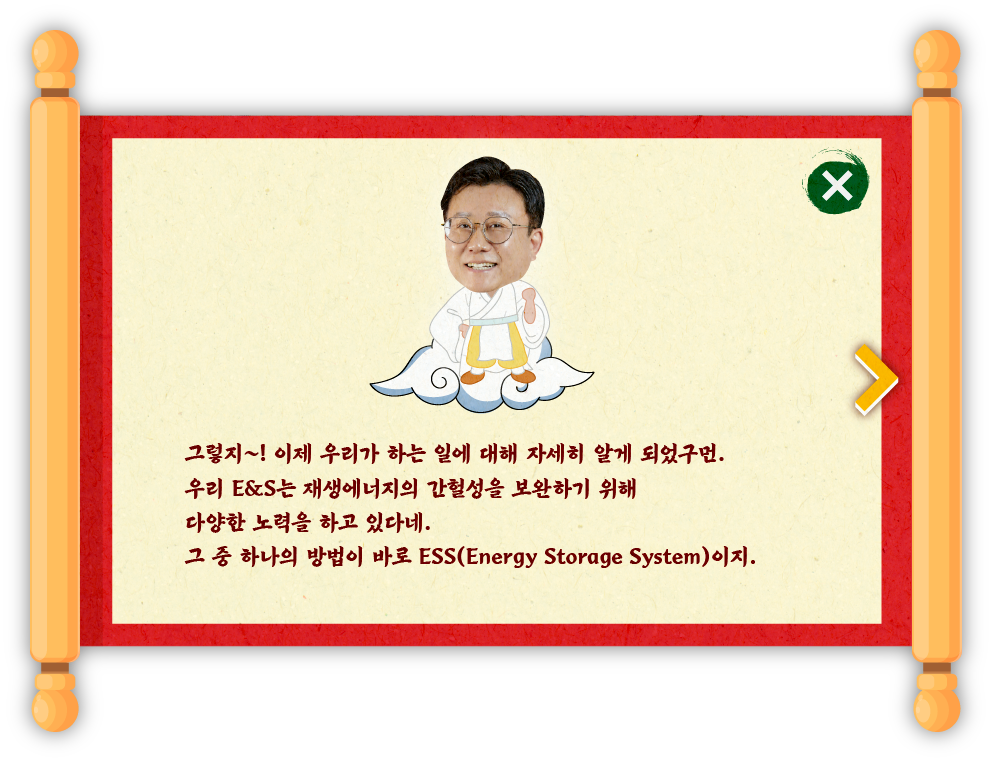 그렇지~! 이제 우리가 하는 일에 대해 자세히 알게 되었구먼.
우리 E&S는 재생에너지의 간헐성을 보완하기 위해
다양한 노력을 하고 있다네.
그 중 하나의 방법이 바로 ESS(Energy Storage System)이지.